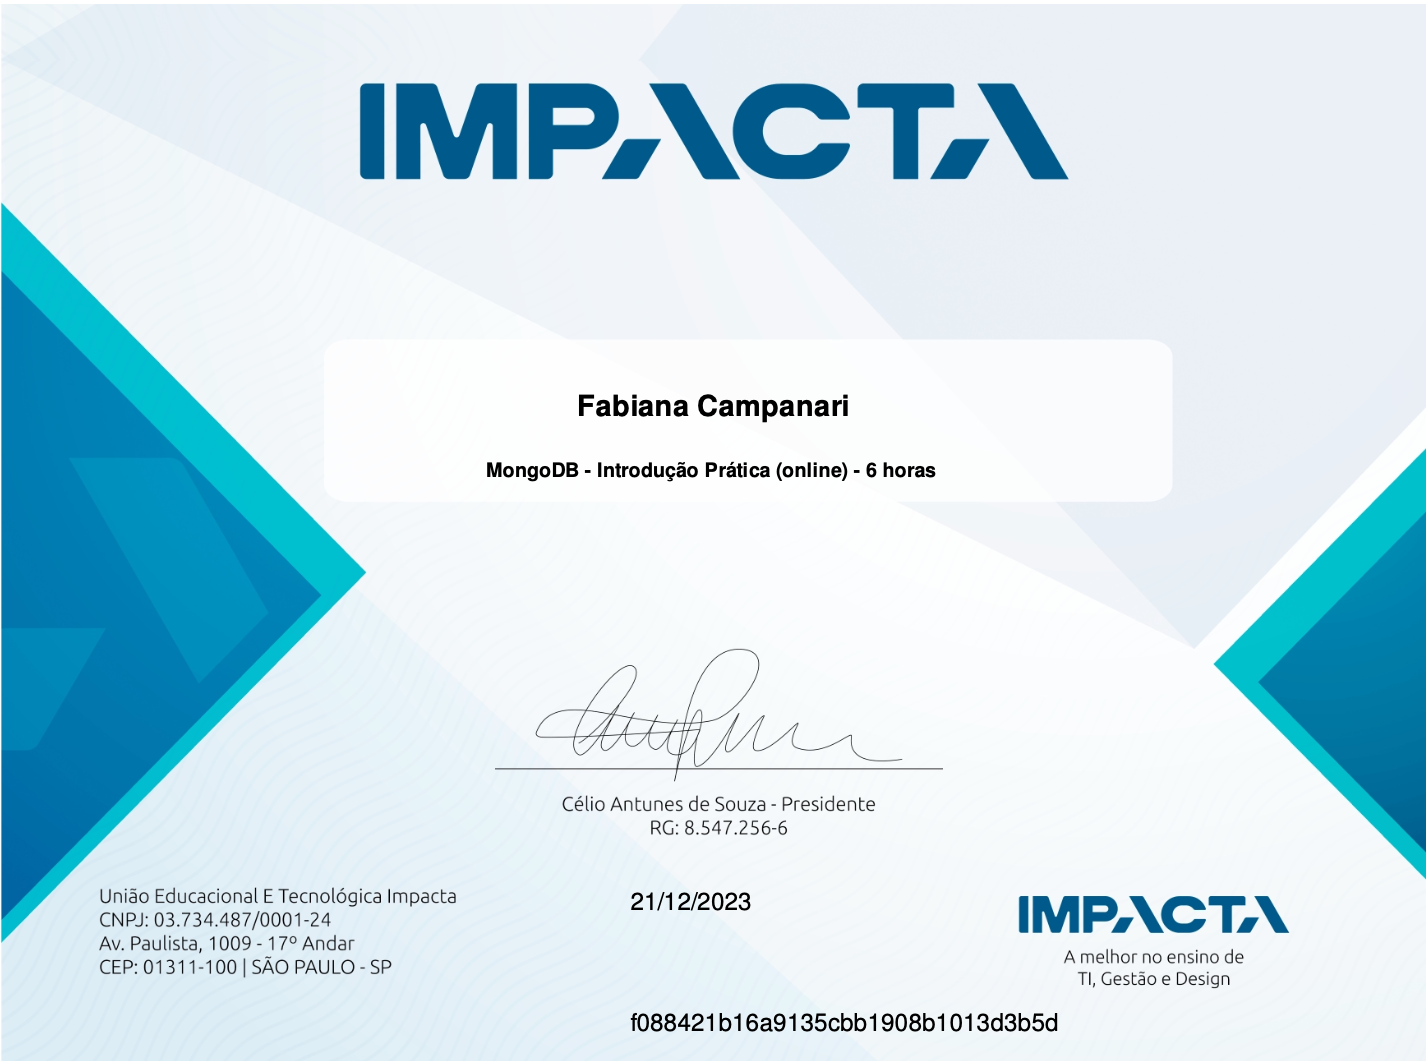 IMPACTA
Fabiana Campanari
MongoDB - Introdução Prática (online) - 6 horas
Célio Antunes de Souza - Presidente
RG: 8.547.256-6
União Educacional E Tecnológica Impacta
CNPJ: 03.734.487/0001-24
Av. Paulista, 1009 - 17º Andar
CEP: 01311-100 | SÃO PAULO - SP
21/12/2023
IMPACTA
A melhor no ensino de
TI, Gestão e Design
f088421b16a9135cbb1908b1013d3b5d